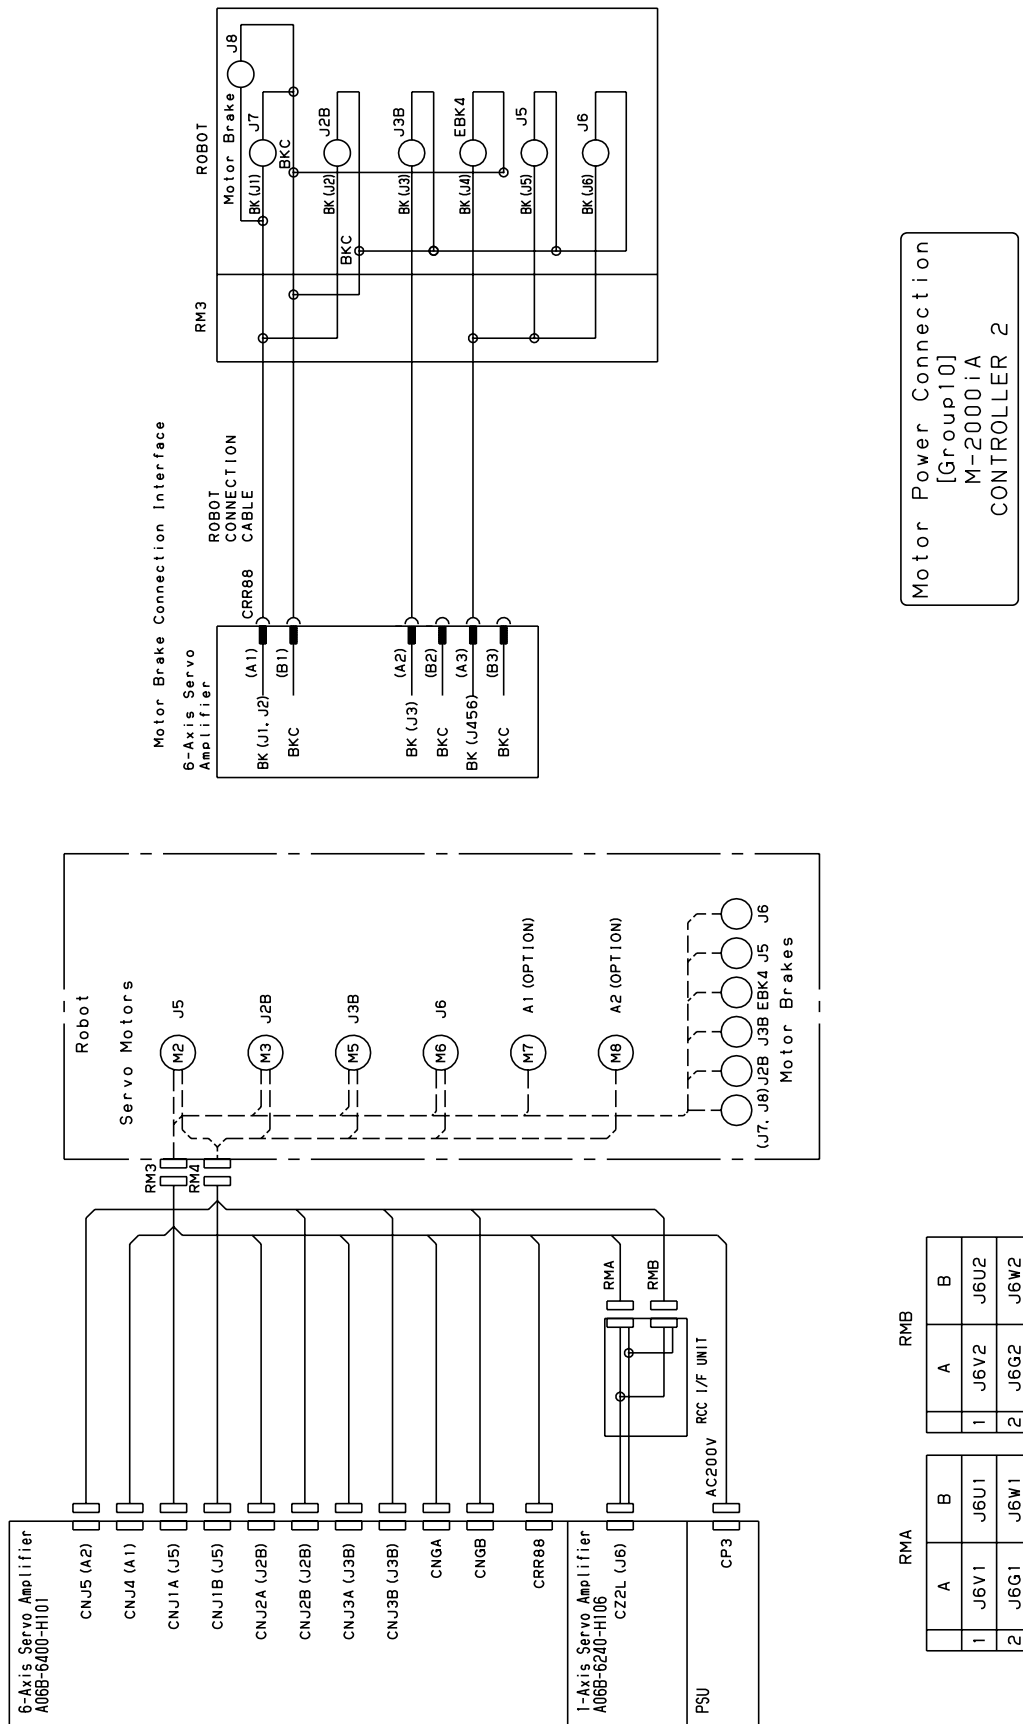 6-Axis Servo Amplifier
A06B-6400-H101
CNJ5 (A2)
CNJ4 (A1)
CNJ1A (J5)
CNJ1B (J5)
CNJ2A (J2B)
CNJ2B (J2B)
CNJ3A (J3B)
CNJ3B (J3B)
CNGA
CNGB
CRR88
1-Axis Servo Amplifier
A06B-6240-H106
CZ2L (J6)
PSU
CP3
AC200V
RCC I/F UNIT
RMA
RMB
RM3
RM4
Robot
Servo Motors
M2
J5
M3
J2B
M5
J3B
M6
J6
M7
A1 (OPTION)
M8
A2 (OPTION)
(J7, J8)
J2B
J3B
EBK4
J5
J6
Motor Brakes
Motor Brake Connection Interface
6-Axis Servo
Amplifier
BK (J1, J2)
(A1)
BKC
(B1)
BK (J3)
(A2)
BKC
(B2)
BK (J456)
(A3)
BKC
(B3)
CRR88
ROBOT
CONNECTION
CABLE
RM3
ROBOT
Motor Brake
J8
BK (J1)
J7
BKC
BK (J2)
J2B
BKC
BK (J3)
J3B
BK (J4)
EBK4
BK (J5)
J5
BK (J6)
J6
RMA
A B
1 J6V1 J6U1
2 J6G1 J6W1
RMB
A B
1 J6V2 J6U2
2 J6G2 J6W2
Motor Power Connection
[Group10]
M-2000iA
CONTROLLER 2